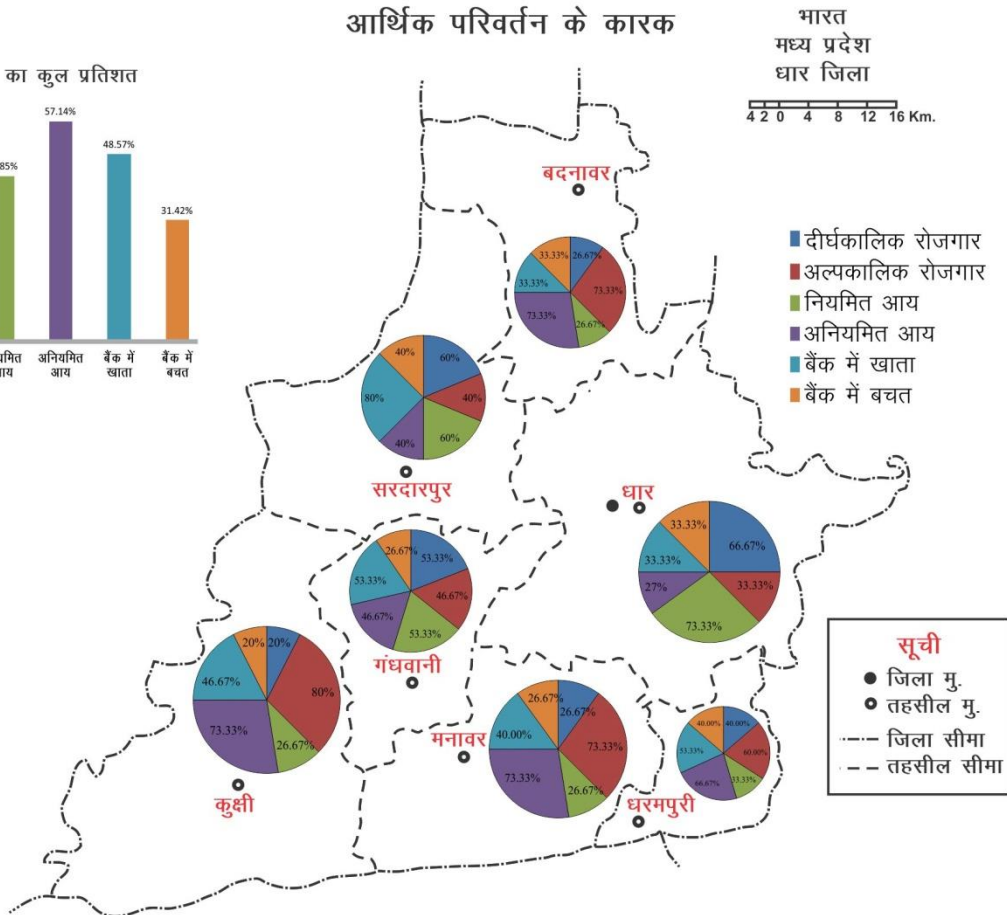 आर्थिक परिवर्तन के कारक
भारत
मध्य प्रदेश
धार जिला
4 2 0 4 8 12 16 Km.
का कुल प्रतिशत
57.14%
48.57%
31.42%
अनियमित आय
बैंक में खाता
बैंक में बचत
दीर्घकालिक रोजगार
अल्पकालिक रोजगार
नियमित आय
अनियमित आय
बैंक में खाता
बैंक में बचत
बदनावर
33.33% 26.67%
33.33% 73.33%
73.33% 26.67%
40% 60%
80% 40%
40% 60%
सरदारपुर
धार
33.33% 66.67%
33.33% 33.33%
27%
73.33%
26.67% 53.33%
53.33% 46.67%
46.67% 53.33%
गंधवानी
20% 20%
46.67% 80%
73.33% 26.67%
कुक्षी
मनावर
26.67% 26.67%
40.00% 73.33%
73.33% 26.67%
40.00% 40.00%
53.33% 60.00%
66.67% 33.33%
धरमपुरी
सूची
जिला मु.
तहसील मु.
जिला सीमा
तहसील सीमा